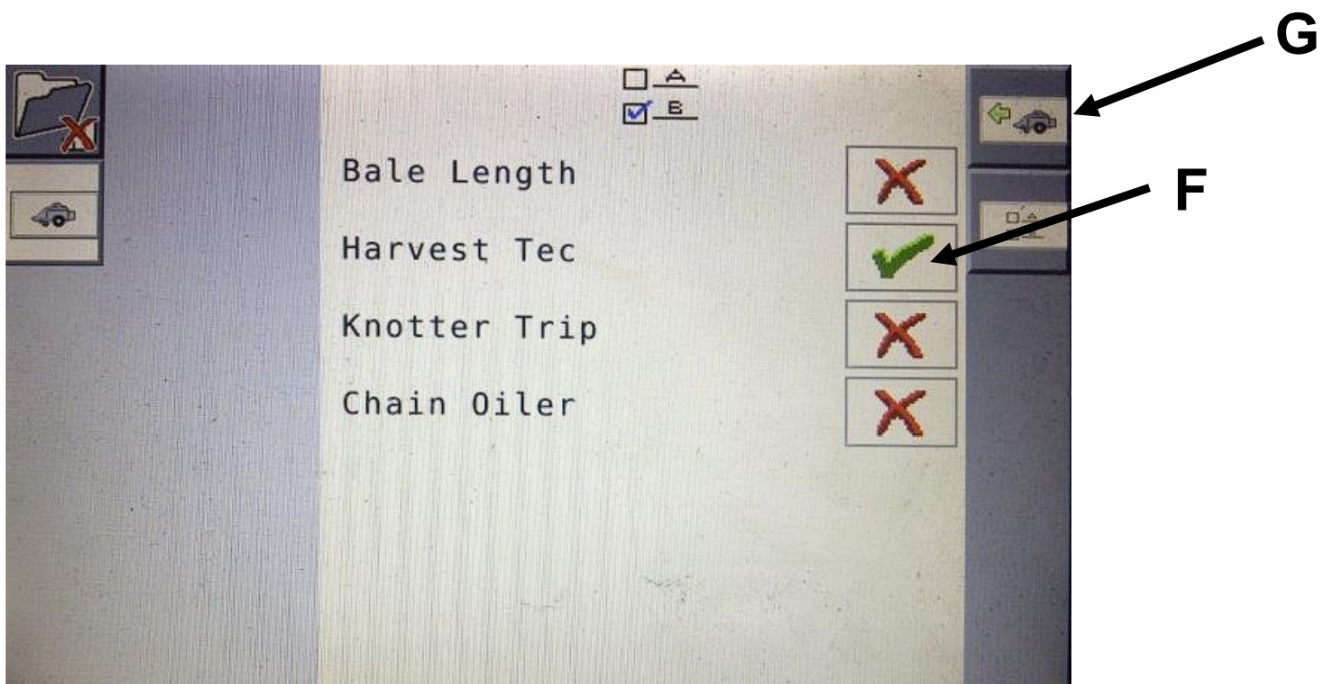 G
A
B
Bale Length
F
A
Harvest Tec
Knotter Trip
Chain Oiler